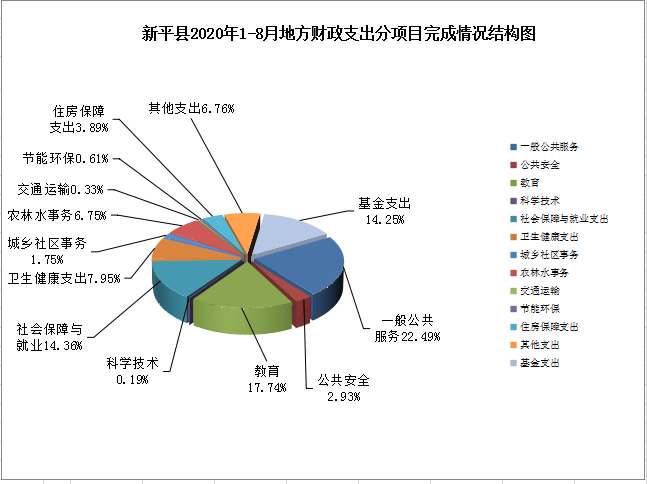 新平县2020年1-8月地方财政支出分项目完成情况结构图
其他支出6.76%
住房保障
支出3.89%
节能环保0.61%
交通运输0.33%
农林水事务6.75%
城乡社区事务
1.75%
卫生健康支出7.95%
社会保障与
就业14.36%
科学技术
0.19%
教育
17.74%
公共安全
2.93%
一般公共
服务22.49%
基金支出
14.25%
一般公共服务
公共安全
教育
科学技术
社会保障与就业支出
卫生健康支出
城乡社区事务
农林水事务
交通运输
节能环保
住房保障支出
其他支出
基金支出